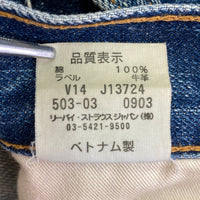 品質表示
綿 100%
ラベル 牛革
V14 J13724
503-03 0903
リーバイ・ストラウス ジャパン(株)
03-5421-9500
ベトナム製